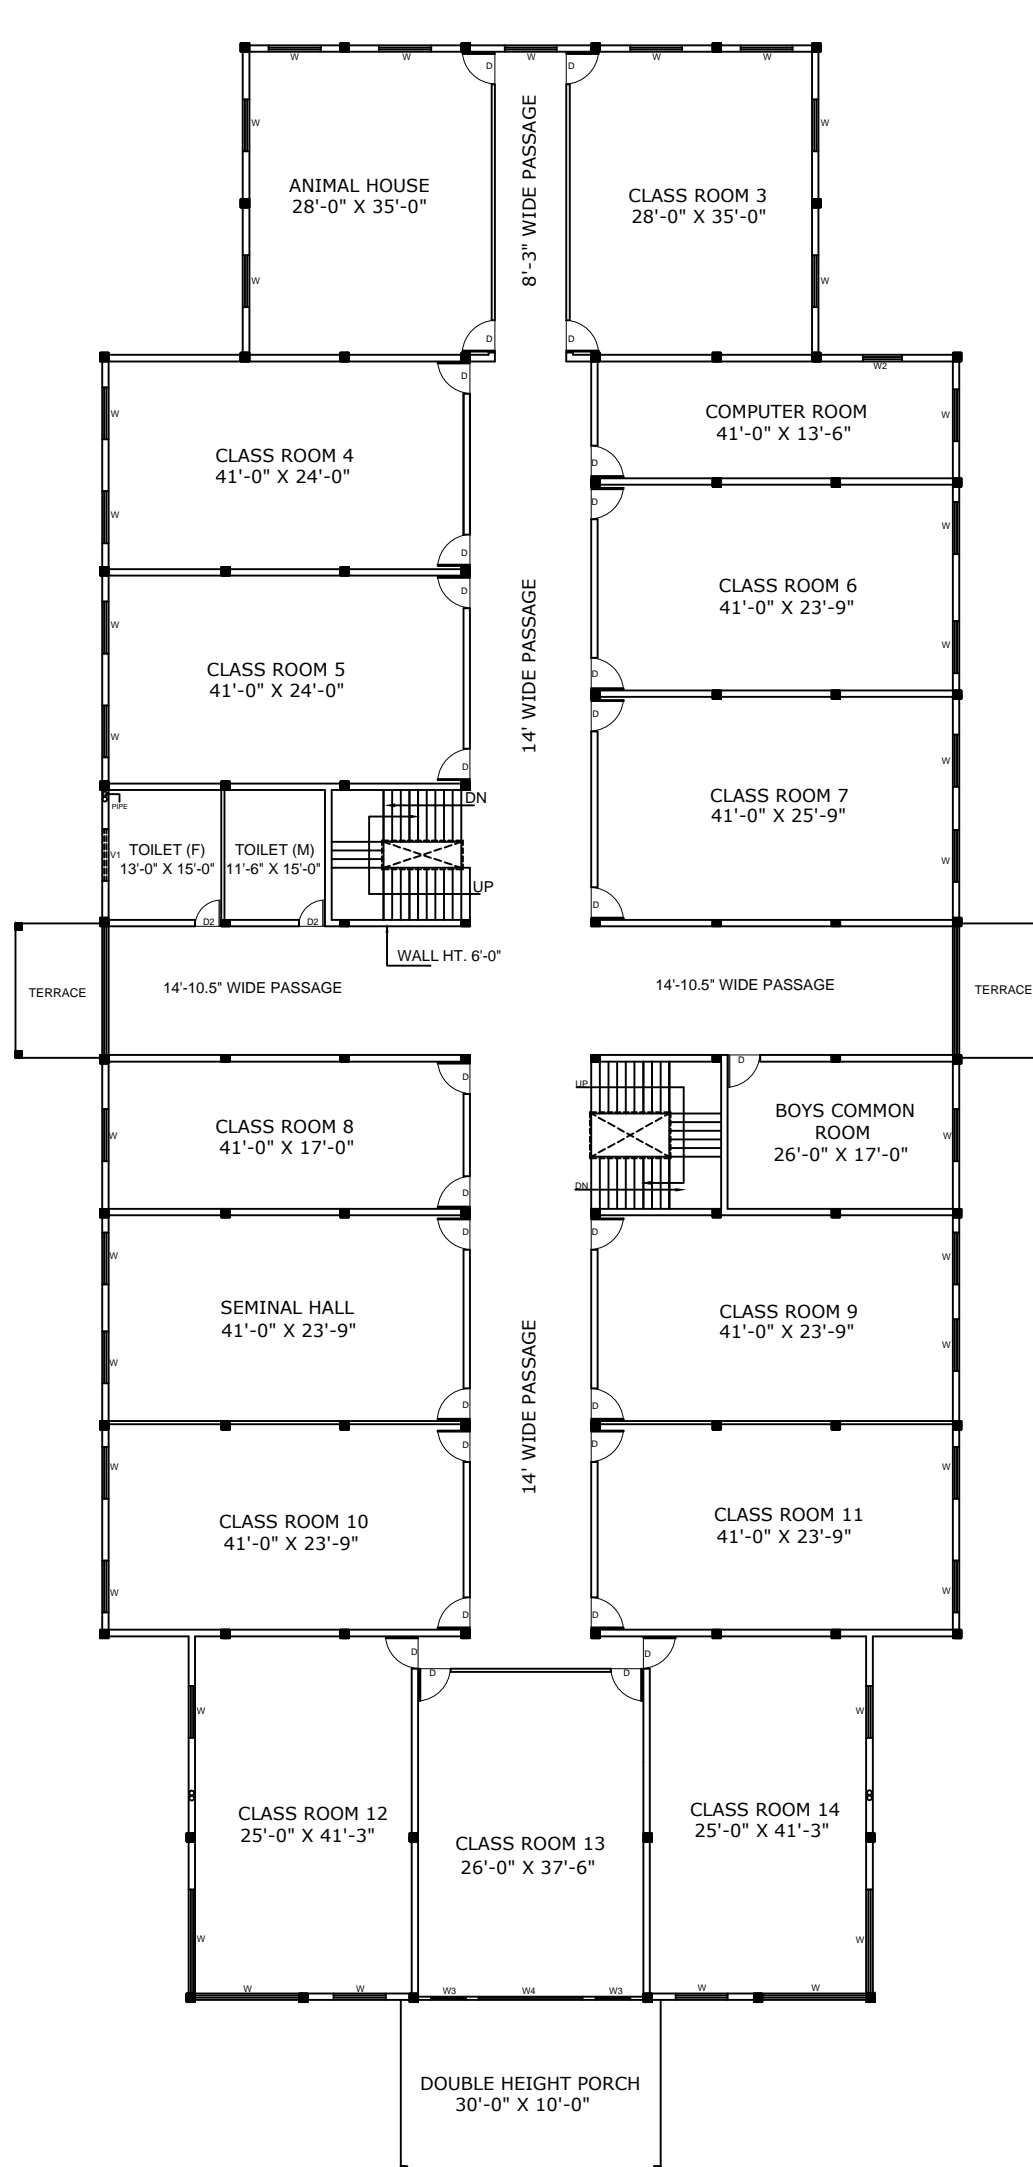 W
W
W
W
W
D
D
W
W
8'-3" WIDE PASSAGE
ANIMAL HOUSE
28'-0" X 35'-0"
CLASS ROOM 3
28'-0" X 35'-0"
W
W
D
D
W2
D
W
COMPUTER ROOM
41'-0" X 13'-6"
W
CLASS ROOM 4
41'-0" X 24'-0"
D
D
W
W
D
CLASS ROOM 6
41'-0" X 23'-9"
D
14' WIDE PASSAGE
W
W
CLASS ROOM 5
41'-0" X 24'-0"
D
D
W
W
D
CLASS ROOM 7
41'-0" X 25'-9"
DN
PIPE
TOILET (F)
13'-0" X 15'-0"
TOILET (M)
11'-6" X 15'-0"
V1
W
UP
D
D2
D2
WALL HT. 6'-0"
TERRACE
14'-10.5" WIDE PASSAGE
14'-10.5" WIDE PASSAGE
TERRACE
D
D
UP
CLASS ROOM 8
41'-0" X 17'-0"
BOYS COMMON
ROOM
26'-0" X 17'-0"
W
W
DN
D
D
D
W
W
SEMINAL HALL
41'-0" X 23'-9"
CLASS ROOM 9
41'-0" X 23'-9"
W
W
14' WIDE PASSAGE
D
D
D
D
W
W
CLASS ROOM 10
41'-0" X 23'-9"
CLASS ROOM 11
41'-0" X 23'-9"
W
W
D
D
D
D
D
D
W
W
CLASS ROOM 12
25'-0" X 41'-3"
CLASS ROOM 13
26'-0" X 37'-6"
CLASS ROOM 14
25'-0" X 41'-3"
W
W
W
W
W3
W4
W3
W
W
DOUBLE HEIGHT PORCH
30'-0" X 10'-0"